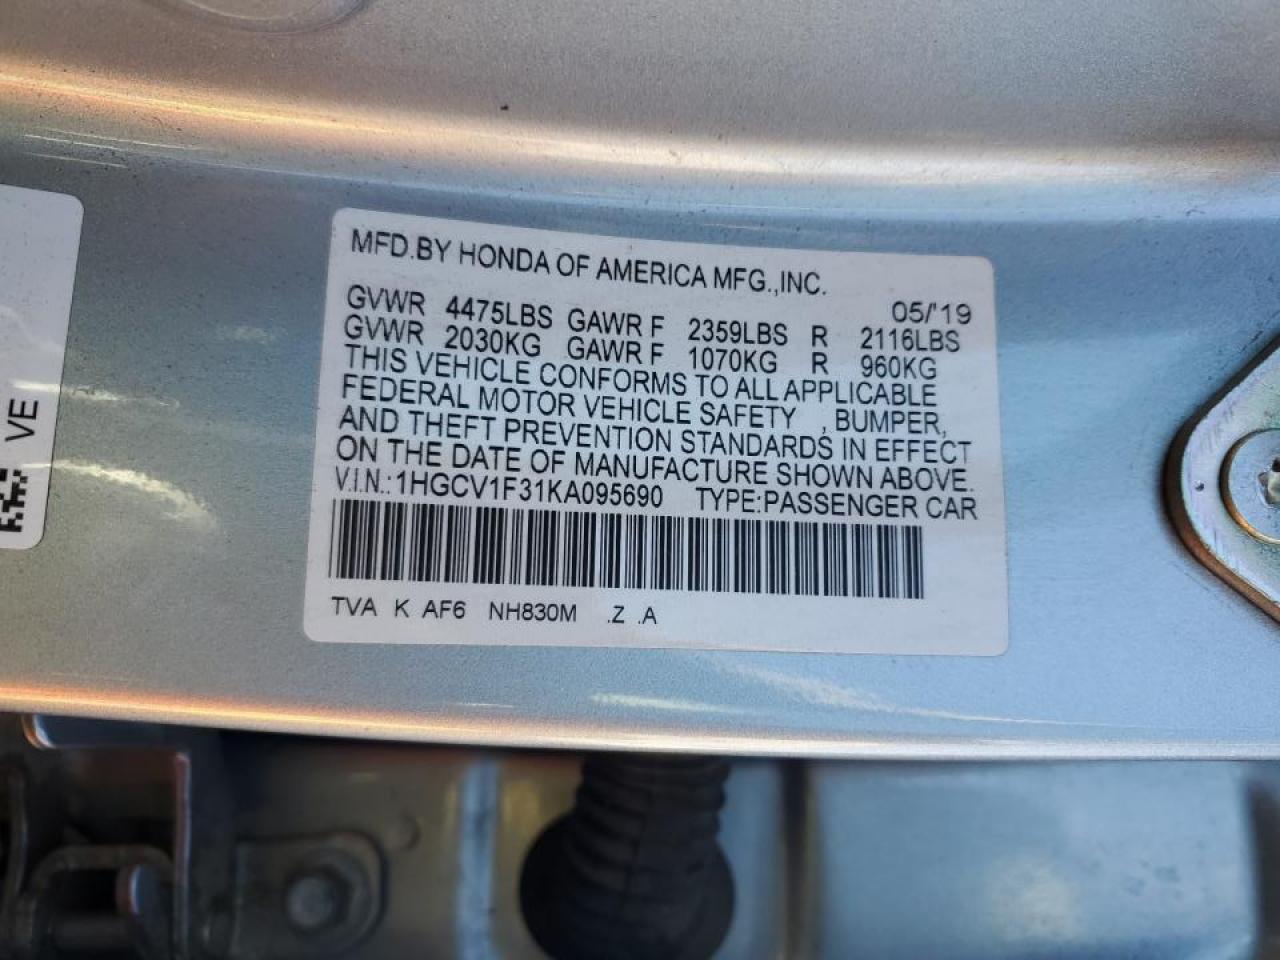 MFD.BY HONDA OF AMERICA MFG.,INC.
05/'19
GVWR 4475LBS GAWR F 2359LBS R 2116LBS
GVWR 2030KG GAWR F 1070KG R 960KG
THIS VEHICLE CONFORMS TO ALL APPLICABLE
FEDERAL MOTOR VEHICLE SAFETY , BUMPER,
AND THEFT PREVENTION STANDARDS IN EFFECT
ON THE DATE OF MANUFACTURE SHOWN ABOVE.
V.I.N.:1HGCV1F31KA095690 TYPE:PASSENGER CAR
TVA K AF6 NH830M .Z .A
VE